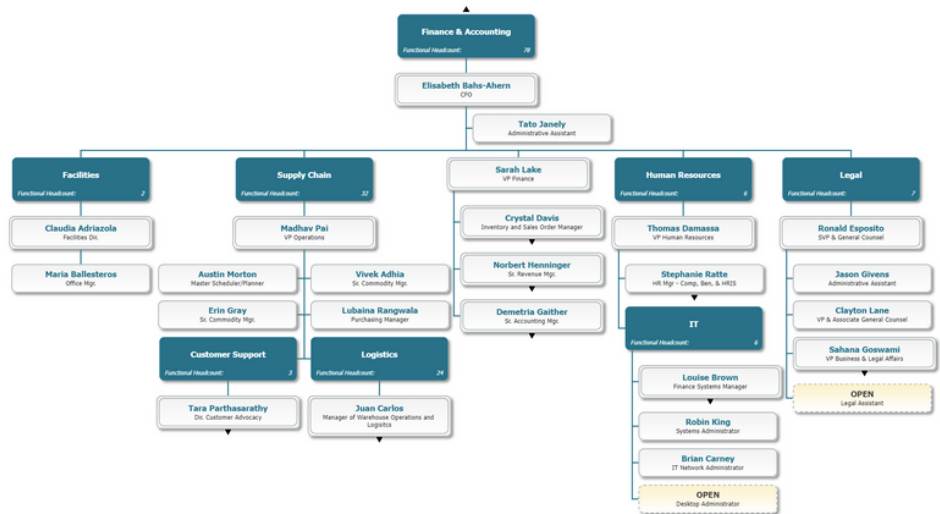 Finance & Accounting
Functional Headcount: 78
Elisabeth Bahs-Ahern
CFO
Tato Janely
Administrative Assistant
Facilities
Functional Headcount: 2
Claudia Adriazola
Facilities Dir.
Maria Ballesteros
Office Mgr.
Supply Chain
Functional Headcount: 32
Madhav Pai
VP Operations
Austin Morton
Master Scheduler/Planner
Vivek Adhia
Sr. Commodity Mgr.
Erin Gray
Sr. Commodity Mgr.
Lubaina Rangwala
Purchasing Manager
Customer Support
Functional Headcount: 3
Tara Parthasarathy
Dir. Customer Advocacy
Logistics
Functional Headcount: 24
Juan Carlos
Manager of Warehouse Operations and
Logisitcs
Sarah Lake
VP Finance
Crystal Davis
Inventory and Sales Order Manager
Norbert Henninger
Sr. Revenue Mgr.
Demetria Gaither
Sr. Accounting Mgr.
Human Resources
Functional Headcount: 6
Thomas Damassa
VP Human Resources
Stephanie Ratte
HR Mgr - Comp, Ben, & HRIS
IT
Functional Headcount: 6
Louise Brown
Finance Systems Manager
Robin King
Systems Administrator
Brian Carney
IT Network Administrator
OPEN
Desktop Administrator
Legal
Functional Headcount: 7
Ronald Esposito
SVP & General Counsel
Jason Givens
Administrative Assistant
Clayton Lane
VP & Associate General Counsel
Sahana Goswami
VP Business & Legal Affairs
OPEN
Legal Assistant